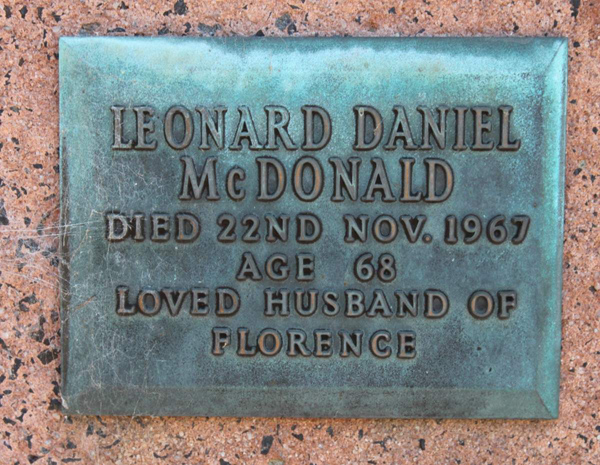 LEONARD DANIEL
McDONALD
DIED 22ND NOV. 1967
AGE 68
LOVED HUSBAND OF
FLORENCE